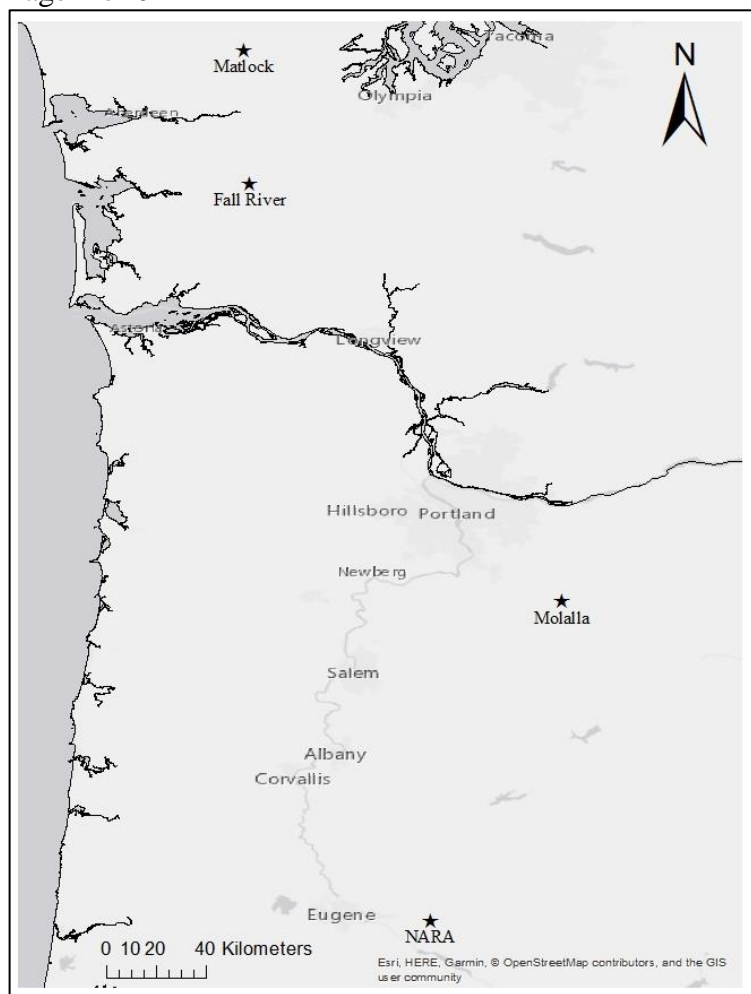 Tacoma
Matlock
N
Olympia
Aberdeen
Fall River
Astoria
Longview
Hillsboro
Portland
Newberg
Molalla
Salem
Albany
Corvallis
Eugene
NARA
0 10 20 40 Kilometers
Esri, HERE, Garmin, © OpenStreetMap contributors, and the GIS
user community